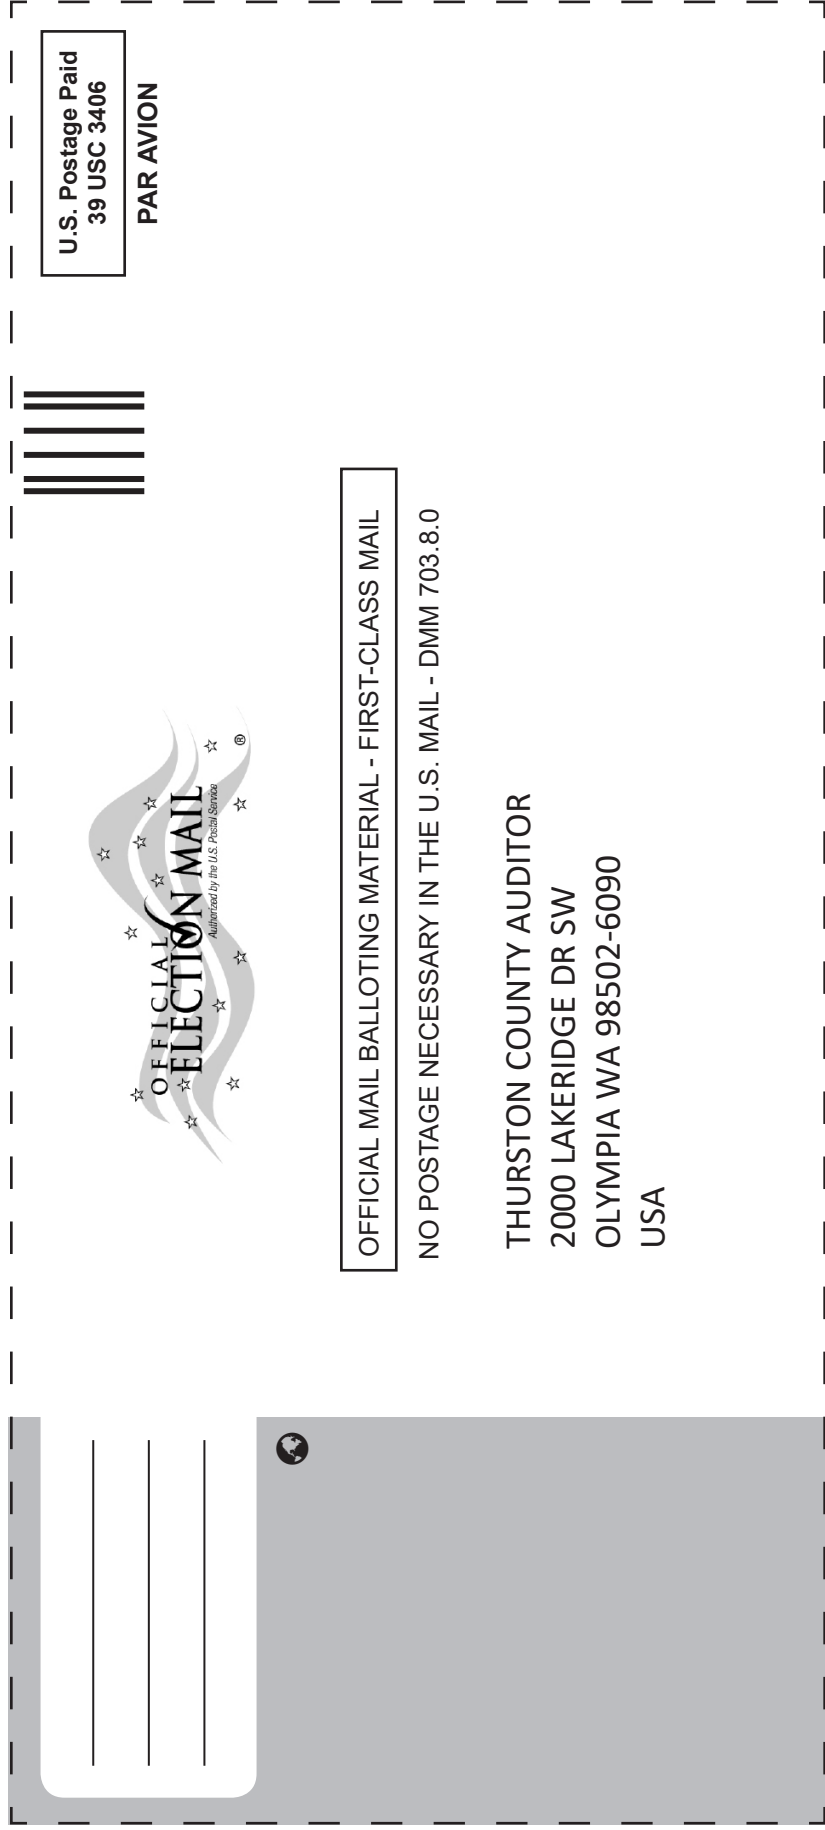 U.S. Postage Paid
39 USC 3406
PAR AVION
OFFICIAL
ELECTION MAIL
Authorized by the U.S. Postal Service
®
OFFICIAL MAIL BALLOTING MATERIAL - FIRST-CLASS MAIL
NO POSTAGE NECESSARY IN THE U.S. MAIL - DMM 703.8.0
THURSTON COUNTY AUDITOR
2000 LAKERIDGE DR SW
OLYMPIA WA 98502-6090
USA